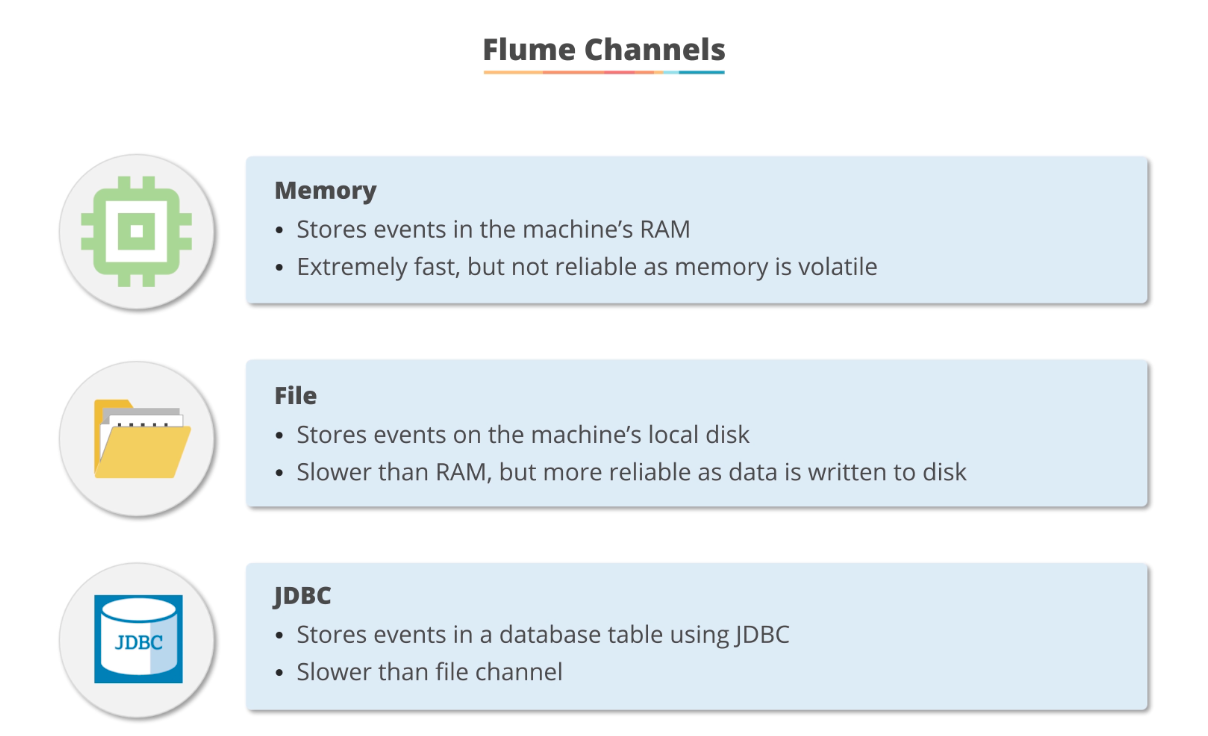 Flume Channels
Memory
• Stores events in the machine’s RAM
• Extremely fast, but not reliable as memory is volatile
File
• Stores events on the machine’s local disk
• Slower than RAM, but more reliable as data is written to disk
JDBC
JDBC
• Stores events in a database table using JDBC
• Slower than file channel